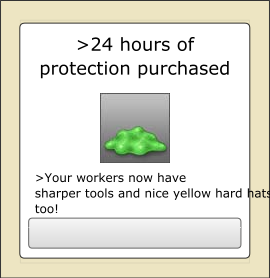 >24 hours of
protection purchased
>Your workers now have
sharper tools and nice yellow hard hats
too!